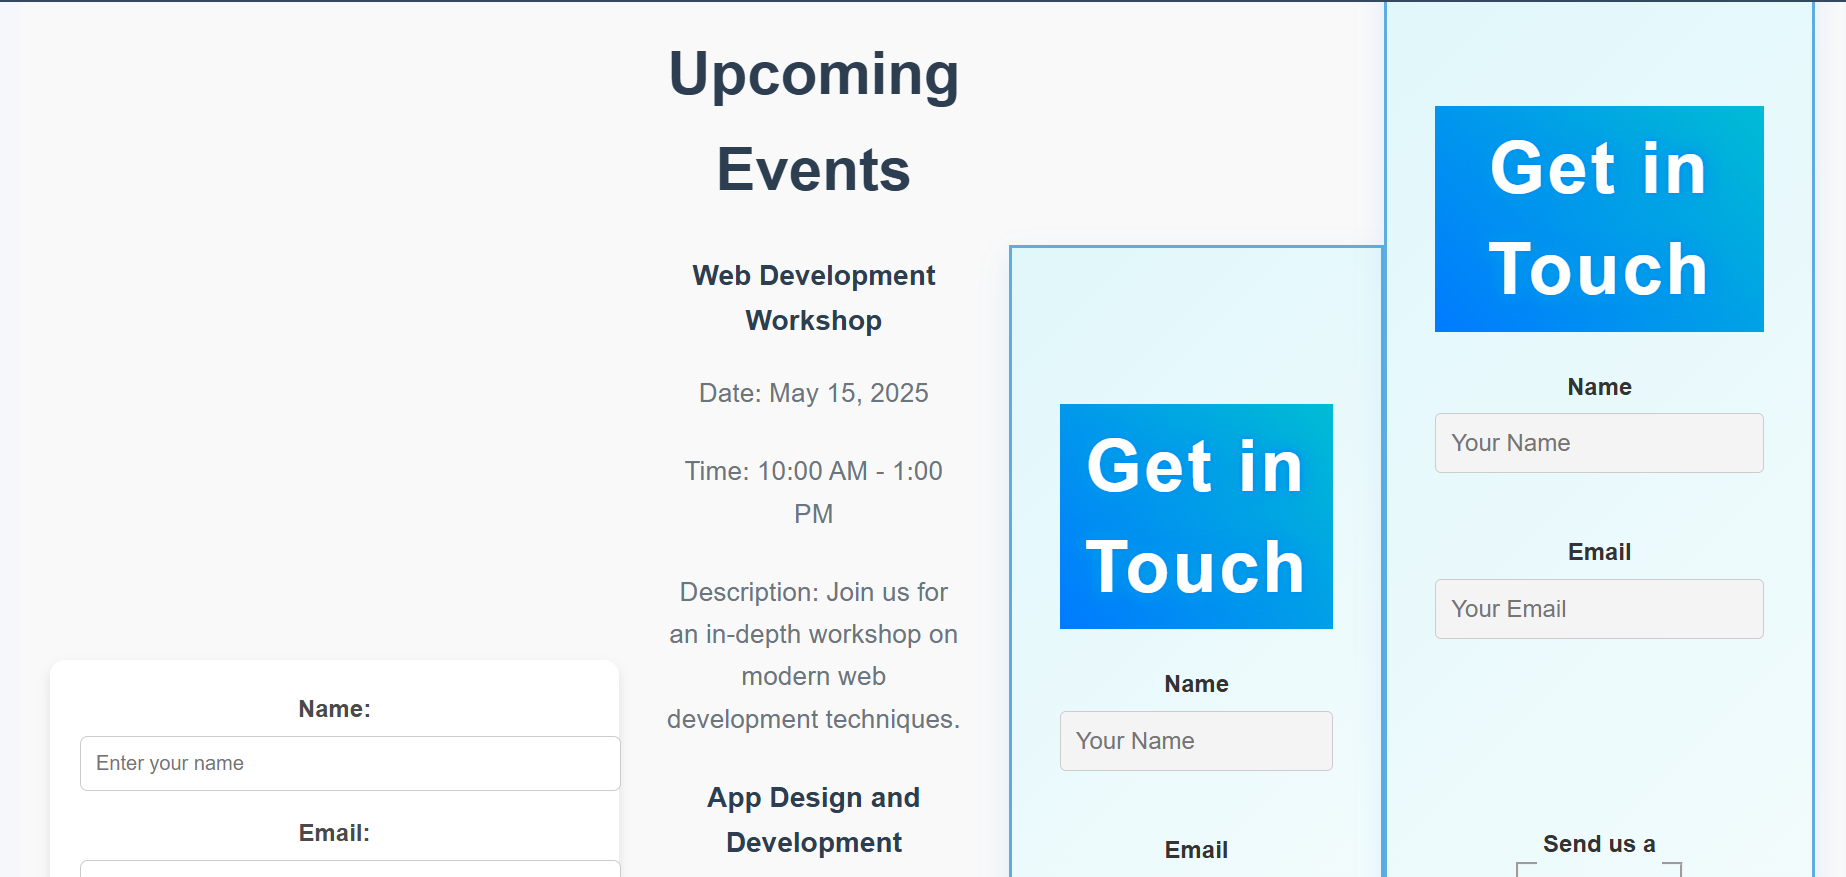 Upcoming
Events
Web Development
Workshop
Date: May 15, 2025
Time: 10:00 AM - 1:00
PM
Description: Join us for
an in-depth workshop on
modern web
development techniques.
App Design and
Development
Name:
Enter your name
Email:
Get in
Touch
Name
Your Name
Email
Get in
Touch
Name
Your Name
Email
Your Email
Send us a